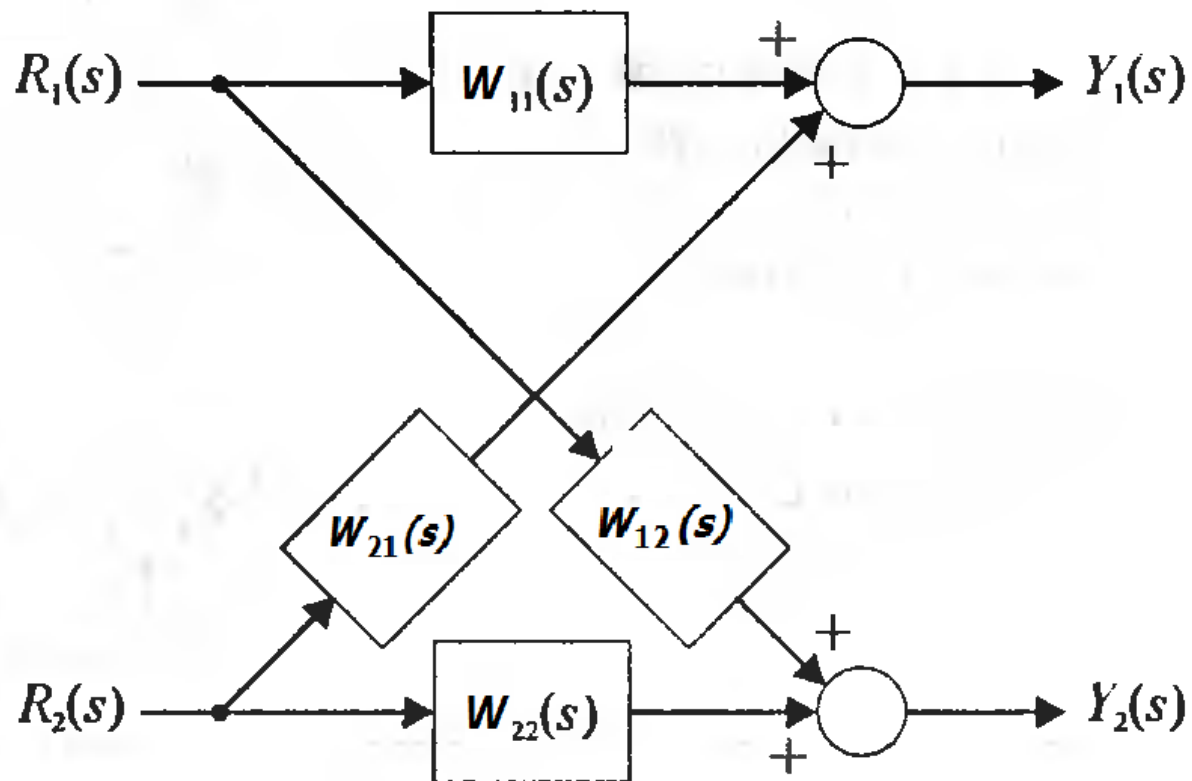 R₁(s) W₁₁(s) + Y₁(s)
+
W₂₁(s) W₁₂(s)
+
R₂(s) W₂₂(s) Y₂(s)
+